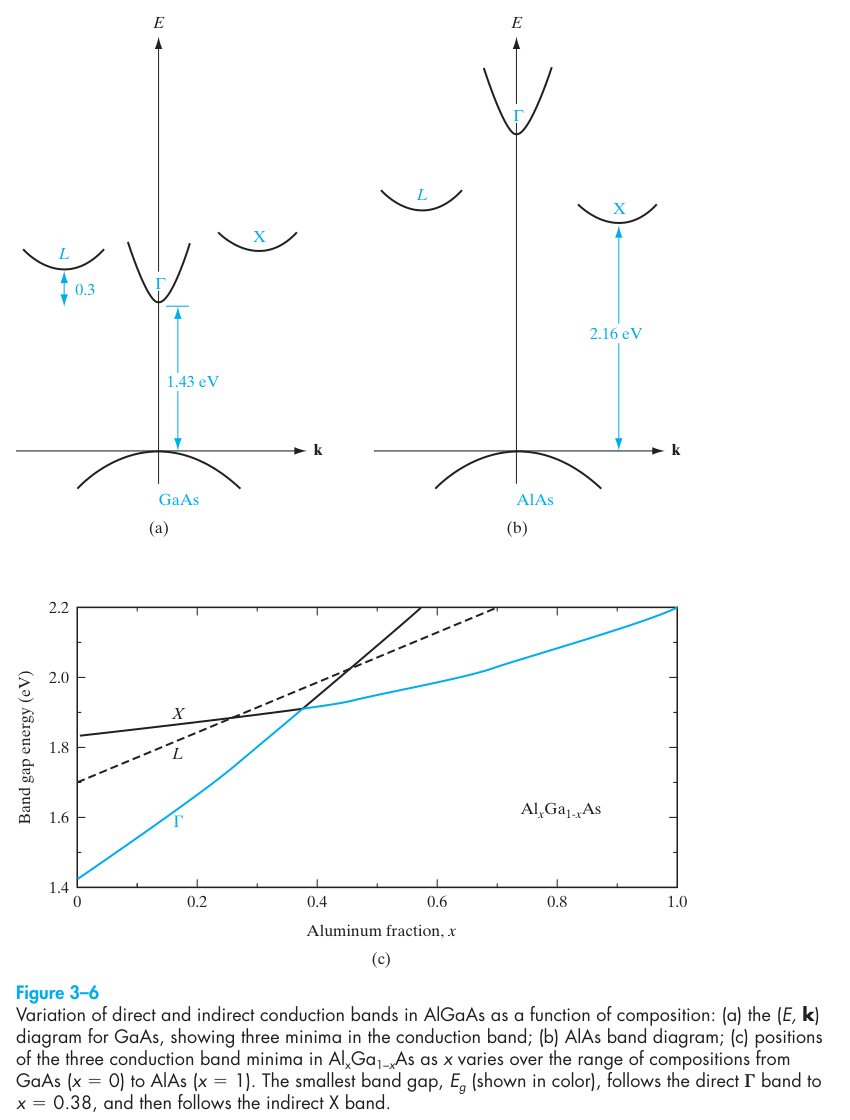 E
E
Γ
L
X
L
X
Γ
0.3
2.16 eV
1.43 eV
k
k
GaAs
AlAs
(a)
(b)
2.2
2.0
1.8
1.6
1.4
Band gap energy (eV)
X
L
Γ
AlxGa1-xAs
0
0.2
0.4
0.6
0.8
1.0
Aluminum fraction, x
(c)
Figure 3–6
Variation of direct and indirect conduction bands in AlGaAs as a function of composition: (a) the (E, k)
diagram for GaAs, showing three minima in the conduction band; (b) AlAs band diagram; (c) positions
of the three conduction band minima in AlxGa1–xAs as x varies over the range of compositions from
GaAs (x = 0) to AlAs (x = 1). The smallest band gap, Eg (shown in color), follows the direct Γ band to
x = 0.38, and then follows the indirect X band.